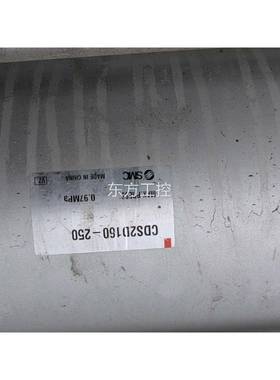 CDS2D160-250
0.97MPa
SMC
MADE IN CHINA
东方工控